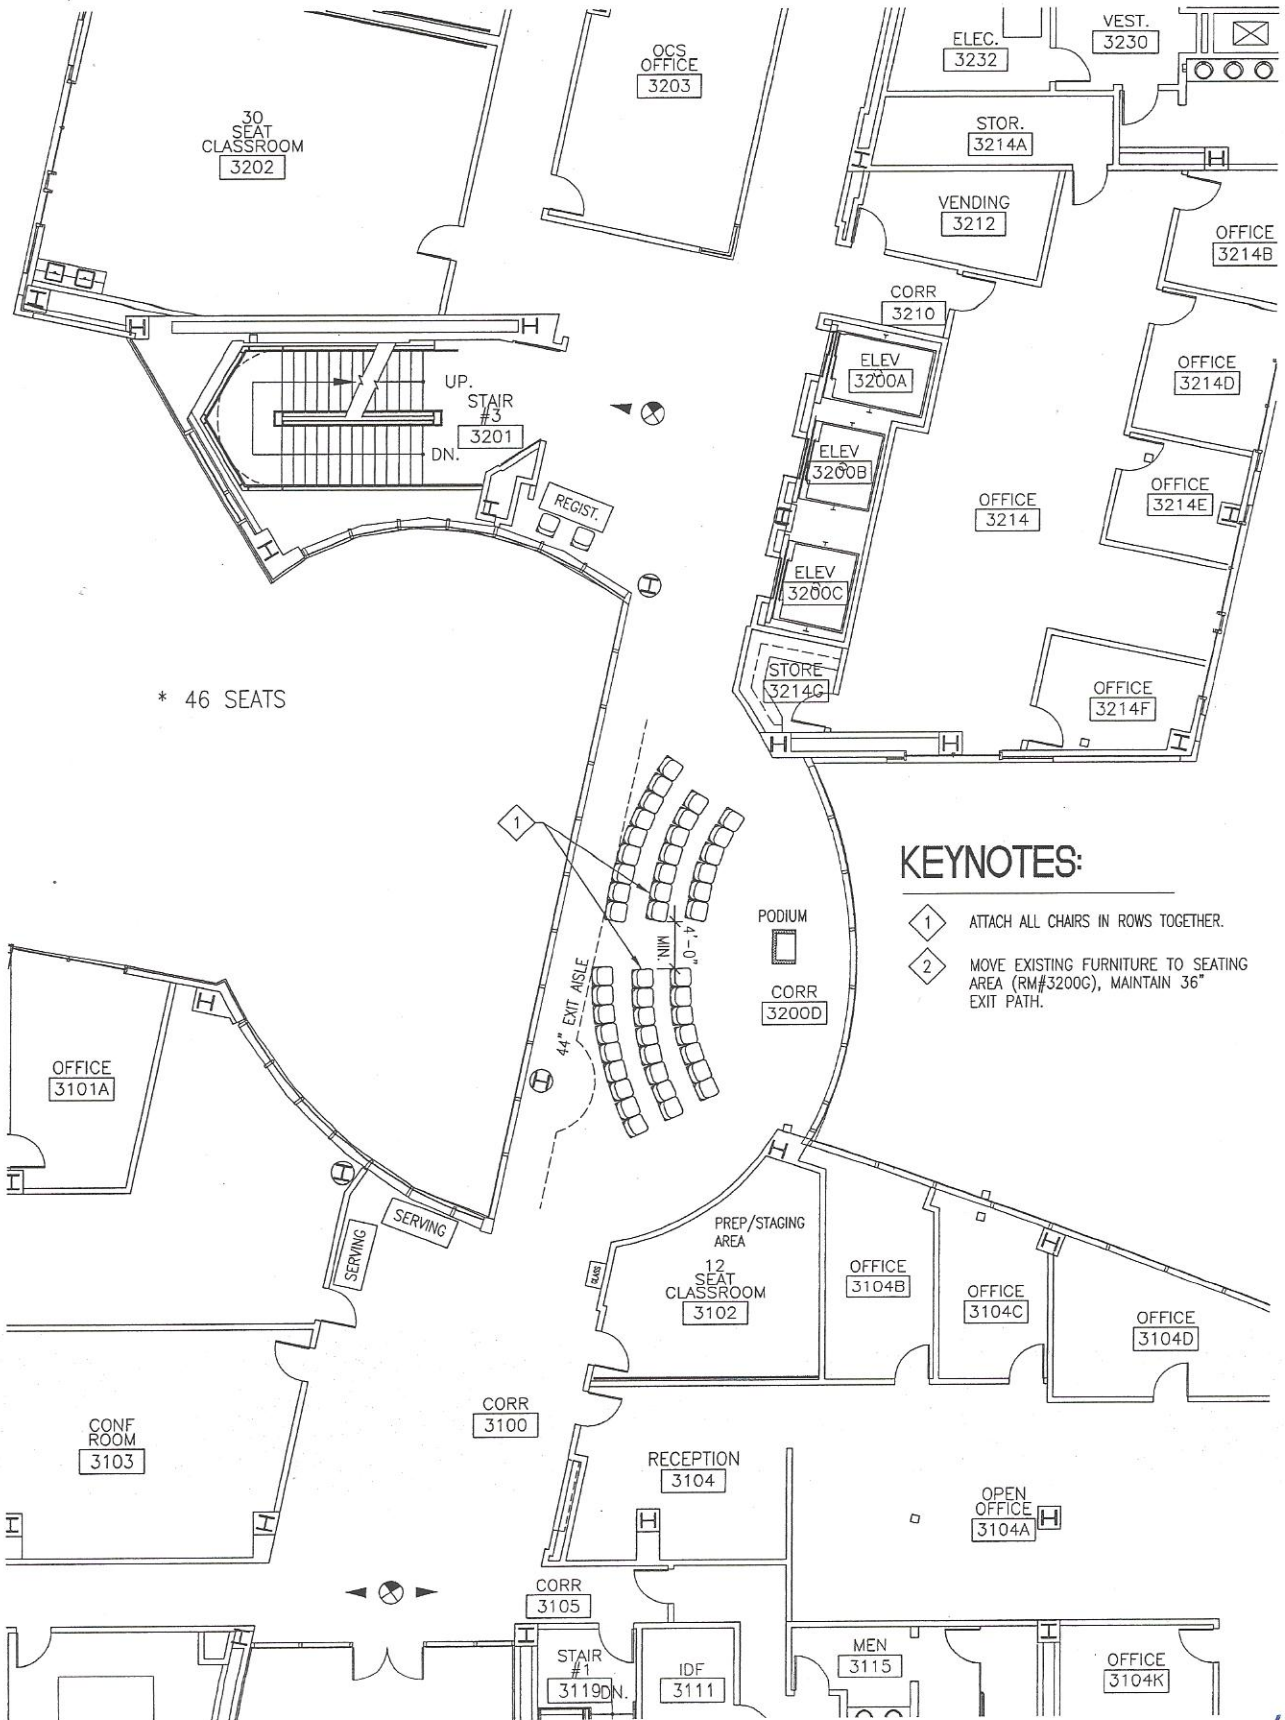 VEST.
3230
ELEC.
3232
OCS
OFFICE
3203
30
SEAT
CLASSROOM
3202
STOR.
3214A
VENDING
3212
OFFICE
3214B
CORR
3210
OFFICE
3214D
ELEV
3200A
UP.
STAIR
#3
3201
DN.
ELEV
3200B
REGIST.
OFFICE
3214
OFFICE
3214E
ELEV
3200C
STORE
3214G
OFFICE
3214F
* 46 SEATS
1
KEYNOTES:
1 ATTACH ALL CHAIRS IN ROWS TOGETHER.
2 MOVE EXISTING FURNITURE TO SEATING
AREA (RM#3200G), MAINTAIN 36"
EXIT PATH.
PODIUM
4'-0"
MIN.
44" EXIT AISLE
CORR
3200D
OFFICE
3101A
SERVING
SERVING
PREP/STAGING
AREA
12
SEAT
CLASSROOM
3102
GLASS
OFFICE
3104B
OFFICE
3104C
OFFICE
3104D
CORR
3100
CONF
ROOM
3103
RECEPTION
3104
OPEN
OFFICE
3104A
CORR
3105
STAIR
#1
3119
DN.
IDF
3111
MEN
3115
OFFICE
3104K